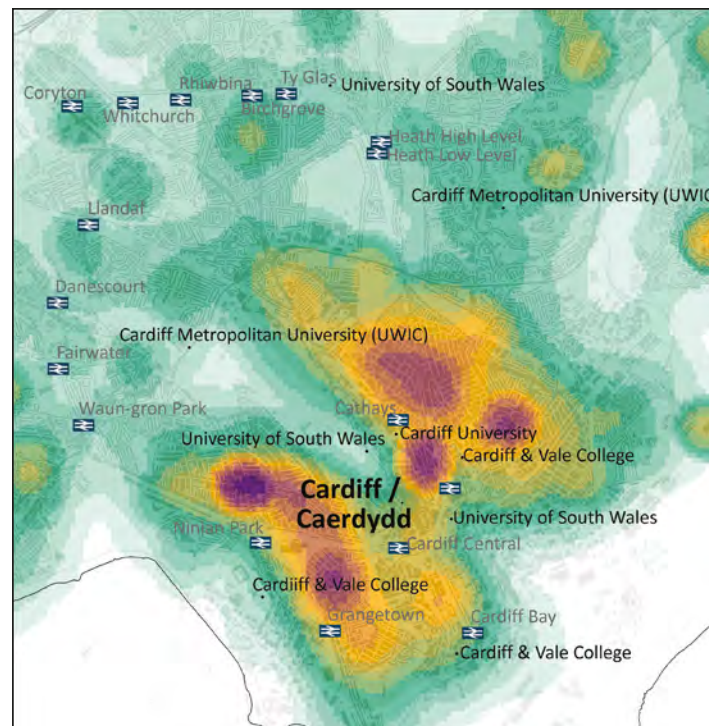 Ty Glas
Rhiwbina
University of South Wales
Coryton
Whitchurch
Birchgrove
Heath High Level
Heath Low Level
Cardiff Metropolitan University (UWIC
Llandaf
Danescourt
Cardiff Metropolitan University (UWIC)
Fairwater
Waun-gron Park
Cathays
University of South Wales
Cardiff University
Cardiff & Vale College
Cardiff /
Caerdydd
University of South Wales
Ninian Park
Cardiff Central
Cardiiff & Vale College
Grangetown
Cardiff Bay
Cardiff & Vale College